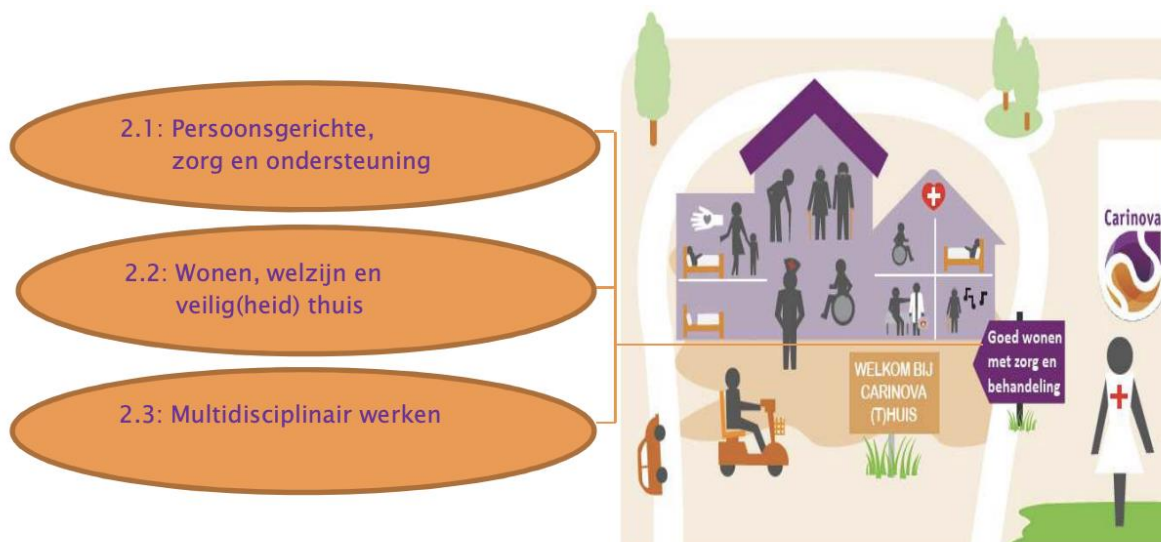 2.1: Persoonsgerichte,
zorg en ondersteuning
2.2: Wonen, welzijn en
veilig(heid) thuis
2.3: Multidisciplinair werken
Carinova
Goed wonen
met zorg en
behandeling
WELKOM BIJ
CARINOVA
(T)HUIS